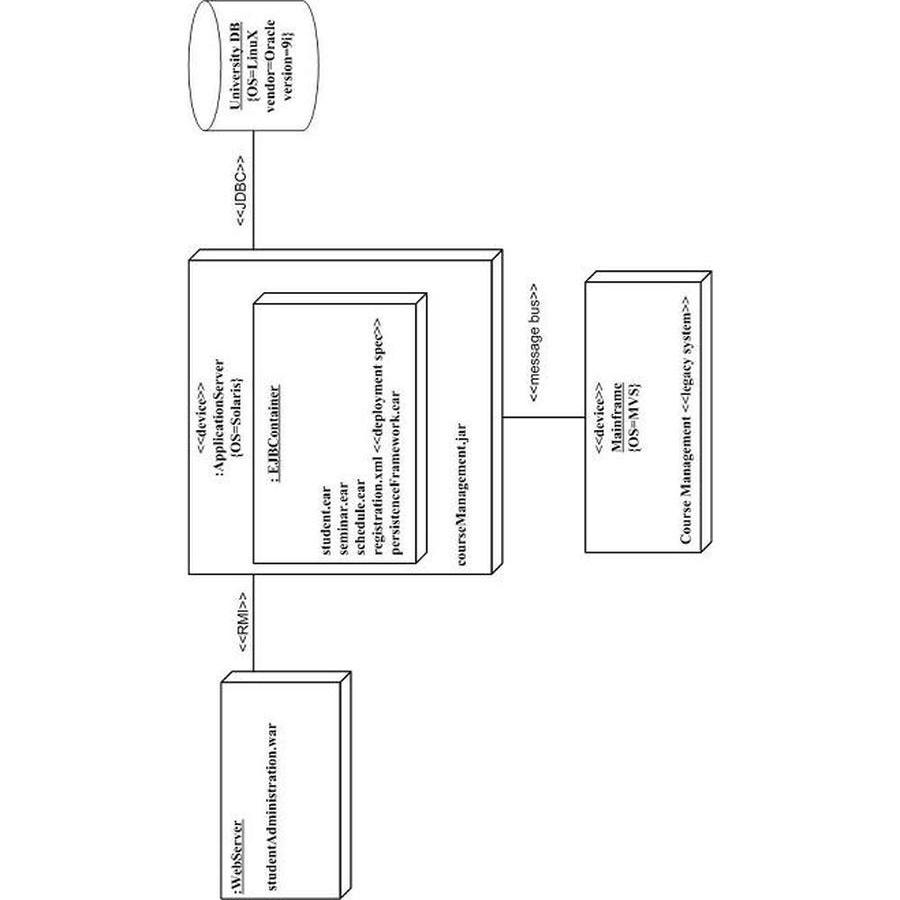 :WebServer
studentAdministration.war
<<RMI>>
<<device>>
:ApplicationServer
{OS=Solaris}
: EJBContainer
student.ear
seminar.ear
schedule.ear
registration.xml <<deployment spec>>
persistenceFramework.ear
courseManagement.jar
<<JDBC>>
University DB
{OS=LinuX
vendor=Oracle
version=9i}
<<message bus>>
<<device>>
Mainframe
{OS=MVS}
Course Management <<legacy system>>